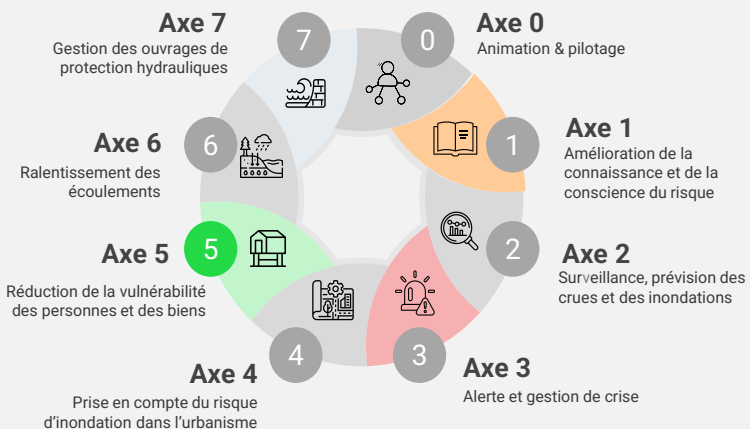 Axe 0
Animation & pilotage
Axe 1
Amélioration de la
connaissance et de la
conscience du risque
Axe 2
Surveillance, prévision des
crues et des inondations
Axe 3
Alerte et gestion de crise
Axe 4
Prise en compte du risque
d'inondation dans l'urbanisme
Axe 5
Réduction de la vulnérabilité
des personnes et des biens
Axe 6
Ralentissement des
écoulements
Axe 7
Gestion des ouvrages de
protection hydrauliques
0
1
2
3
4
5
6
7